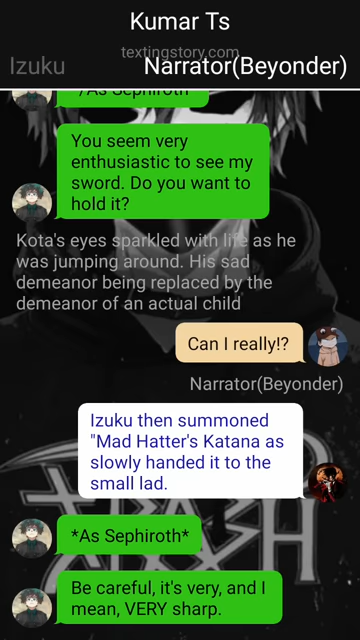 Kumar Ts
textingstory.com
Izuku
Narrator(Beyonder)
*As Sephiroth*
You seem very
enthusiastic to see my
sword. Do you want to
hold it?
Kota's eyes sparkled with life as he
was jumping around. His sad
demeanor being replaced by the
demeanor of an actual child
Can I really!?
Narrator(Beyonder)
Izuku then summoned
"Mad Hatter's Katana as
slowly handed it to the
small lad.
*As Sephiroth*
Be careful, it's very, and I
mean, VERY sharp.